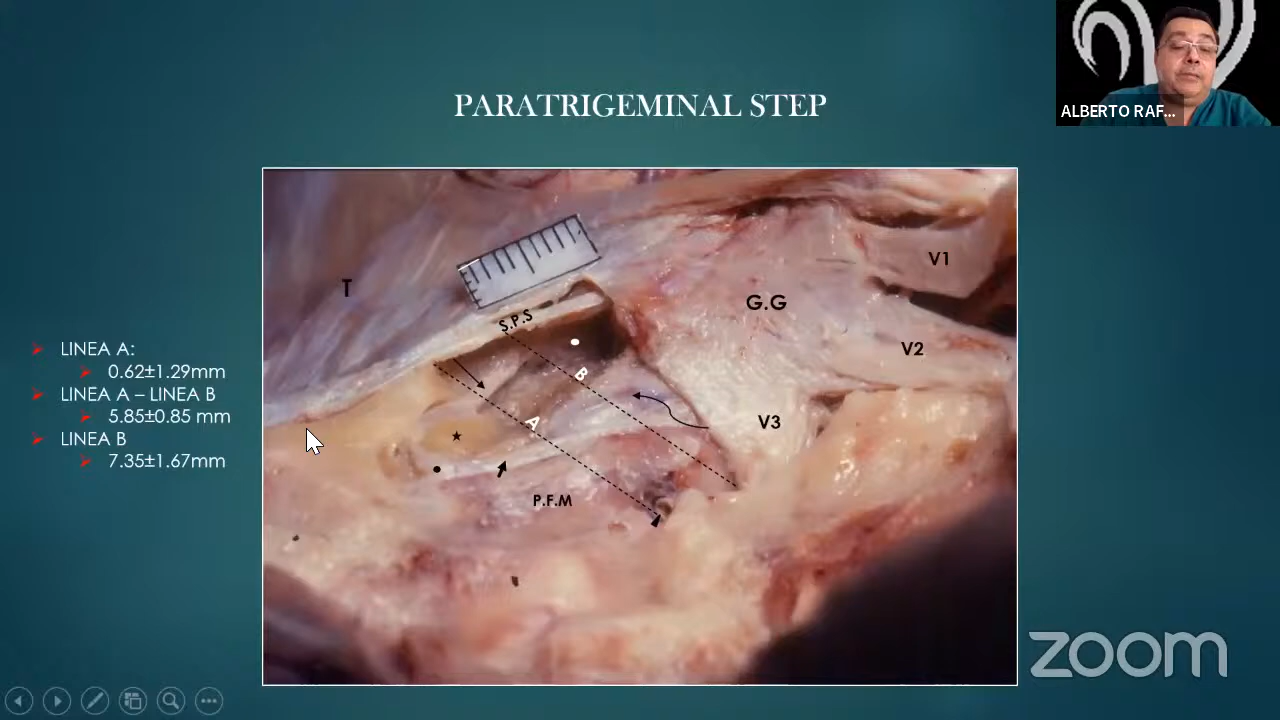 ALBERTO RAF...
PARATRIGEMINAL STEP
LINEA A:
0.62±1.29mm
LINEA A – LINEA B
5.85±0.85 mm
LINEA B
7.35±1.67mm
T
S.P.S
B
A
P.F.M
G.G
V1
V2
V3
zoom